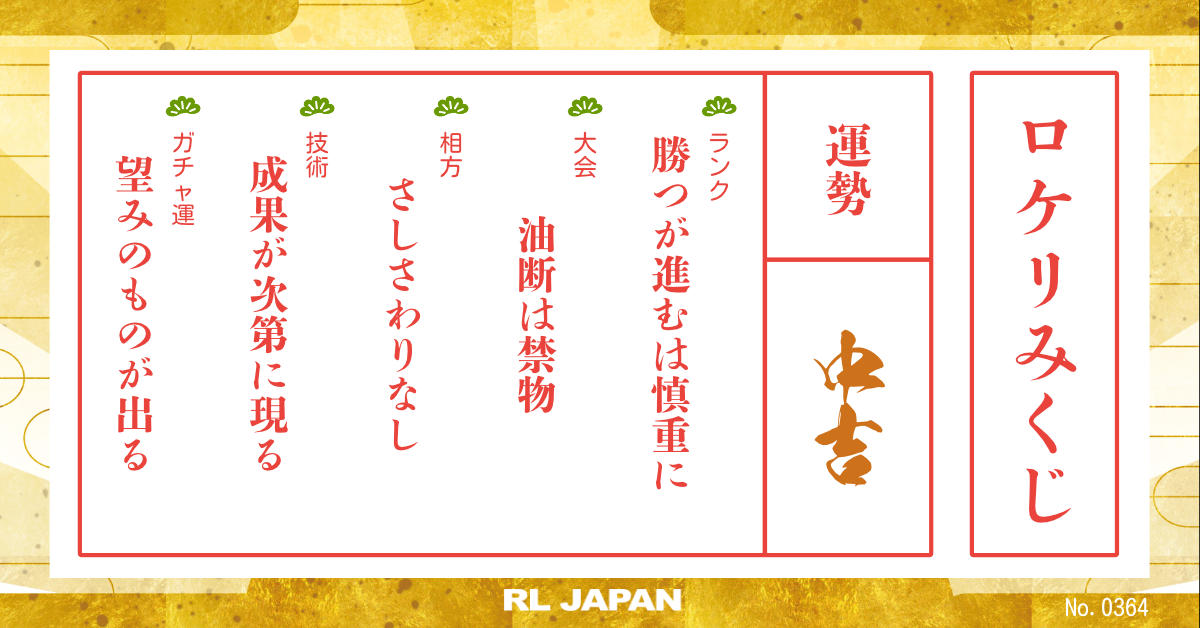 ロケリみくじ
運勢
中吉
ランク
勝つが進むは慎重に
大会
油断は禁物
相方
さしさわりなし
技術
成果が次第に現る
ガチャ運
望みのものが出る
RL JAPAN
No. 0364